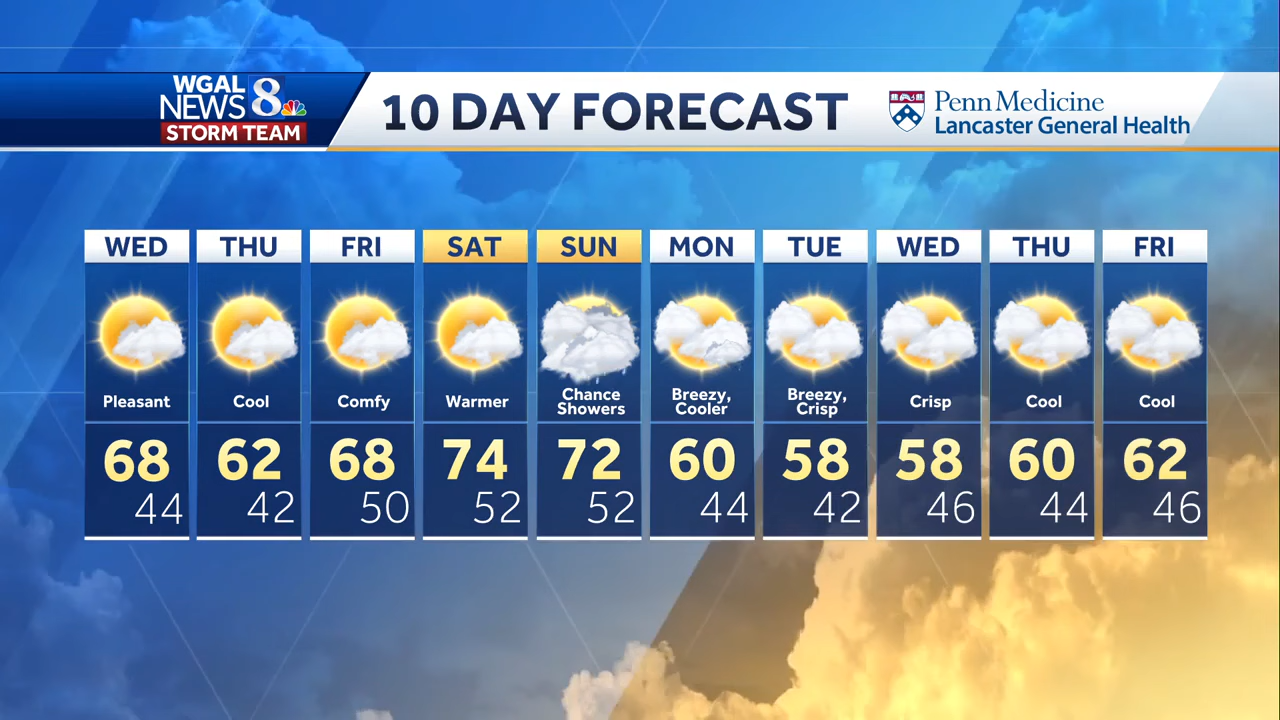 WGAL
NEWS 8
STORM TEAM
10 DAY FORECAST
Penn Medicine
Lancaster General Health
WED THU FRI SAT SUN MON TUE WED THU FRI
Pleasant Cool Comfy Warmer Chance Showers Breezy, Cooler Breezy, Crisp Crisp Cool Cool
68 62 68 74 72 60 58 58 60 62
44 42 50 52 52 44 42 46 44 46